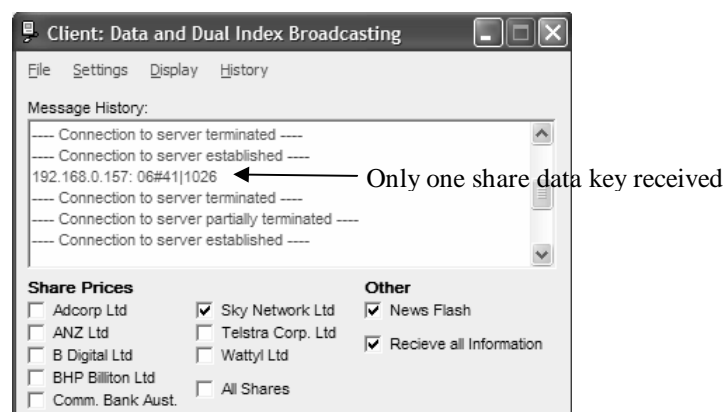 Client: Data and Dual Index Broadcasting
File Settings Display History
Message History:
---- Connection to server terminated ----
---- Connection to server established ----
192.168.0.157: 06#41|1026
Only one share data key received
---- Connection to server terminated ----
---- Connection to server partially terminated ----
---- Connection to server established ----
Share Prices
Adcorp Ltd
ANZ Ltd
B Digital Ltd
BHP Billiton Ltd
Comm. Bank Aust.
Sky Network Ltd
Telstra Corp. Ltd
Wattyl Ltd
All Shares
Other
News Flash
Recieve all Information